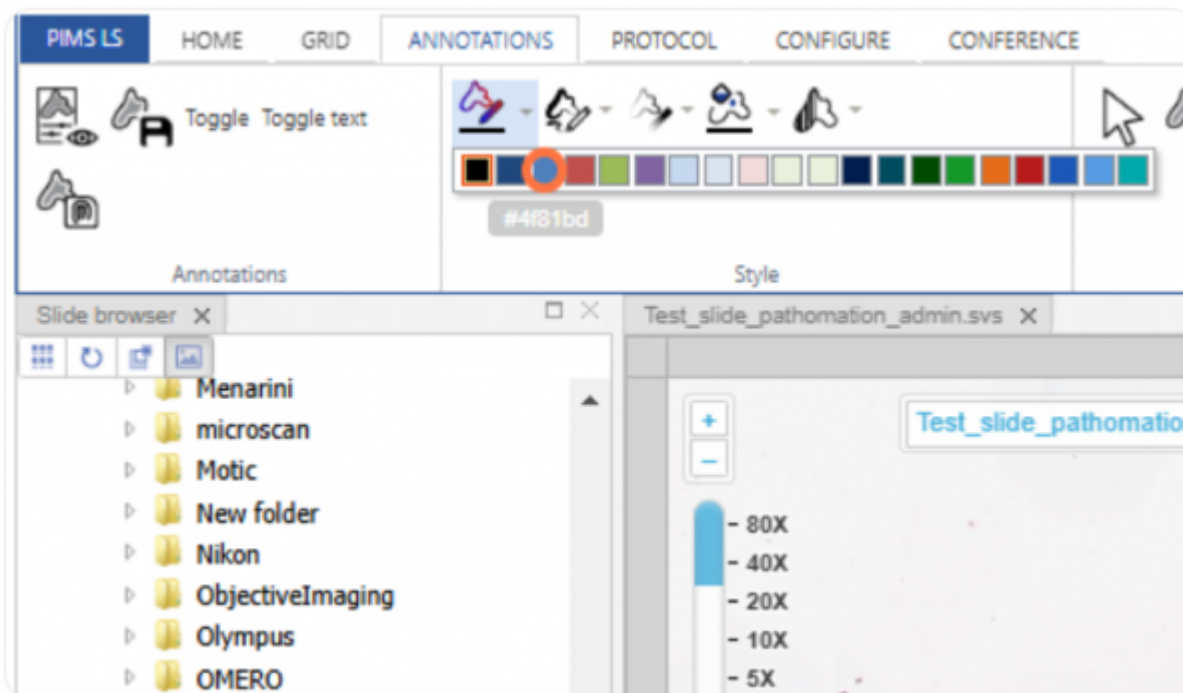 PIMS LS HOME GRID ANNOTATIONS PROTOCOL CONFIGURE CONFERENCE
Toggle Toggle text
#4f81bd
Annotations Style
Slide browser Test_slide_pathomation_admin.svs
Menarini
microscan
Motic
New folder
Nikon
ObjectiveImaging
Olympus
OMERO
+
Test_slide_pathomatio
−
- 80X
- 40X
- 20X
- 10X
- 5X